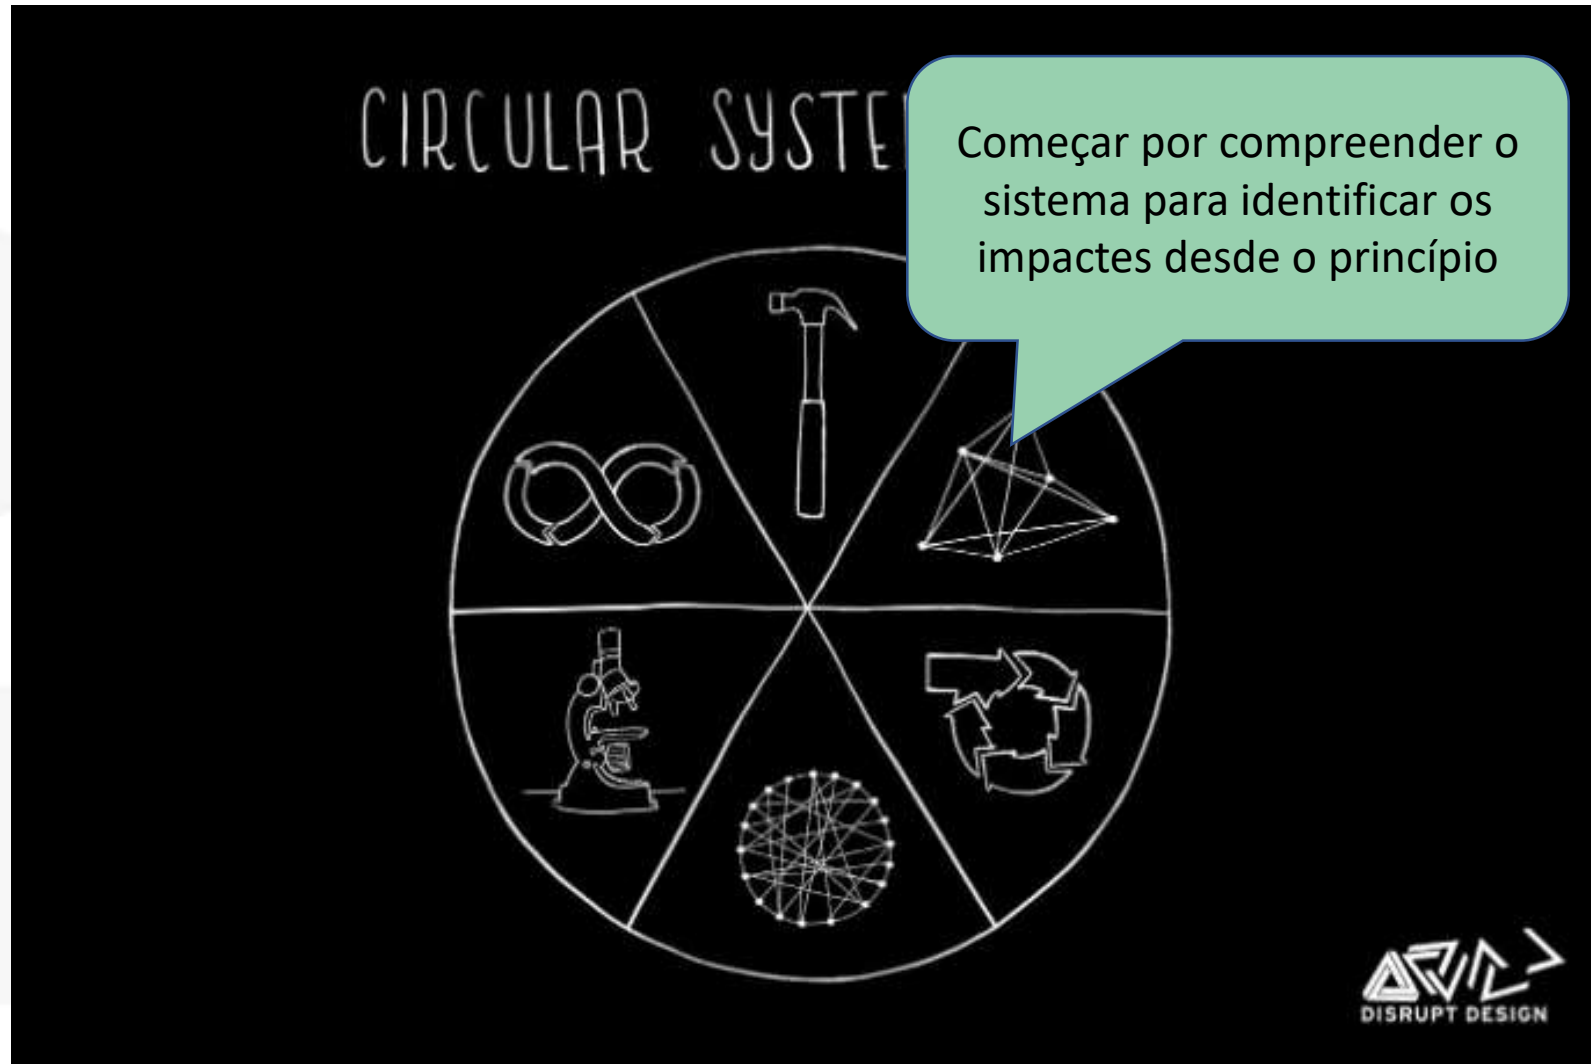 CIRCULAR SYSTE
Começar por compreender o
sistema para identificar os
impactes desde o princípio
DISRUPT DESIGN